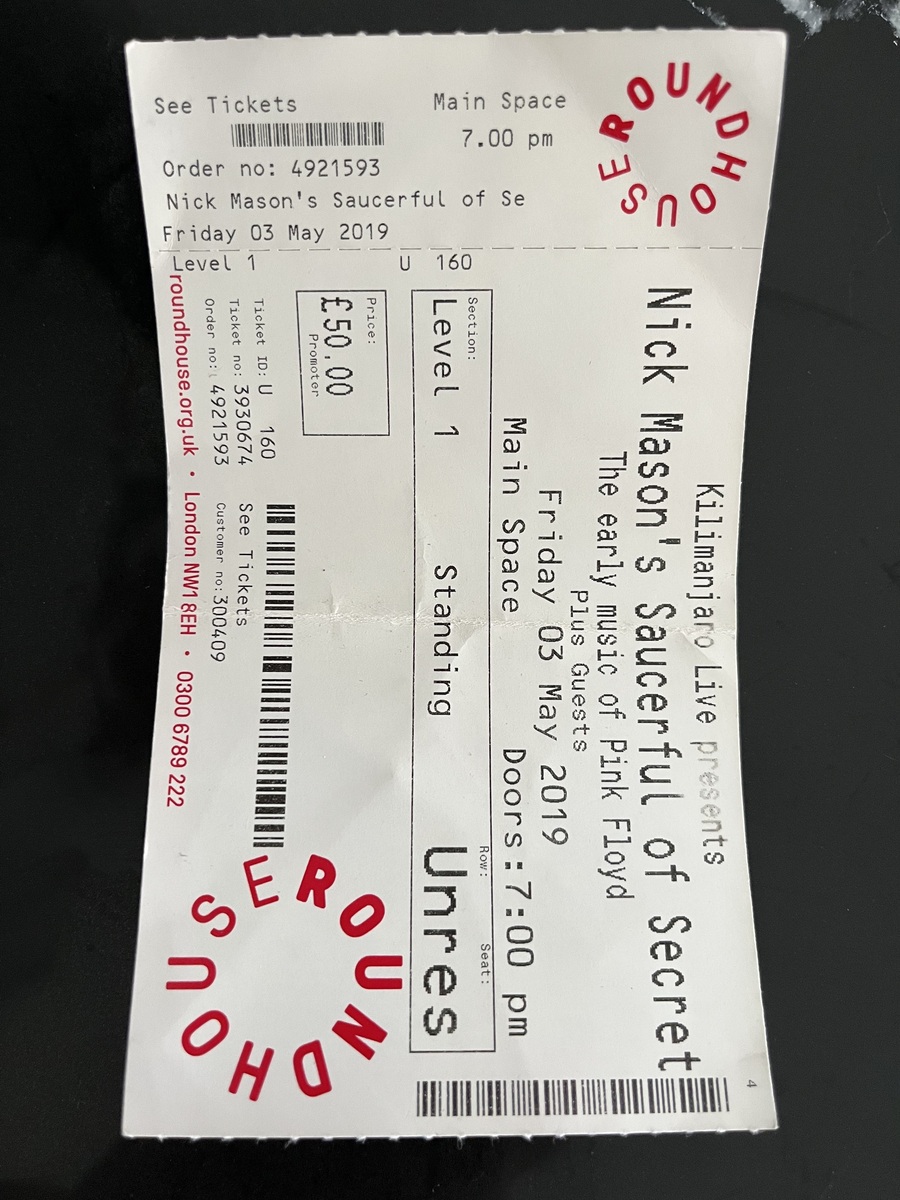 See Tickets
Main Space
7.00 pm
Order no: 4921593
Nick Mason's Saucerful of Se
Friday 03 May 2019
Level 1 U 160
ROUNDHOUSE
Kilimanjaro Live presents
Nick Mason's Saucerful of Secret
The early music of Pink Floyd
Plus Guests
Friday 03 May 2019
Main Space Doors:7:00 pm
Section: Row: Seat:
Level 1 Standing Unres
Price:
£50.00
Promoter
Ticket ID: U 160
Ticket no: 3930674
Order no: 4921593
See Tickets
Customer no:300409
roundhouse.org.uk • London NW1 8EH • 0300 6789 222
ROUNDHOUSE
4